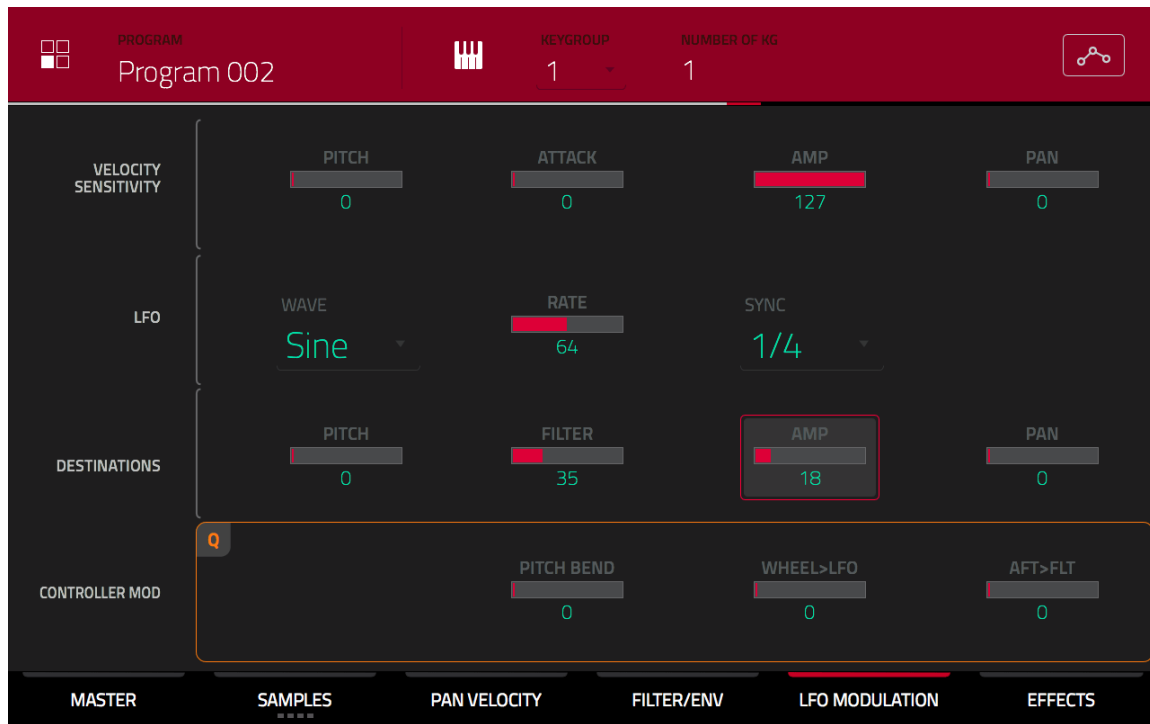 PROGRAM KEYGROUP NUMBER OF KG
Program 002 1 1
VELOCITY
SENSITIVITY
PITCH ATTACK AMP PAN
0 0 127 0
LFO
WAVE RATE SYNC
Sine 64 1/4
DESTINATIONS
PITCH FILTER AMP PAN
0 35 18 0
Q
CONTROLLER MOD
PITCH BEND WHEEL>LFO AFT>FLT
0 0 0
MASTER SAMPLES PAN VELOCITY FILTER/ENV LFO MODULATION EFFECTS